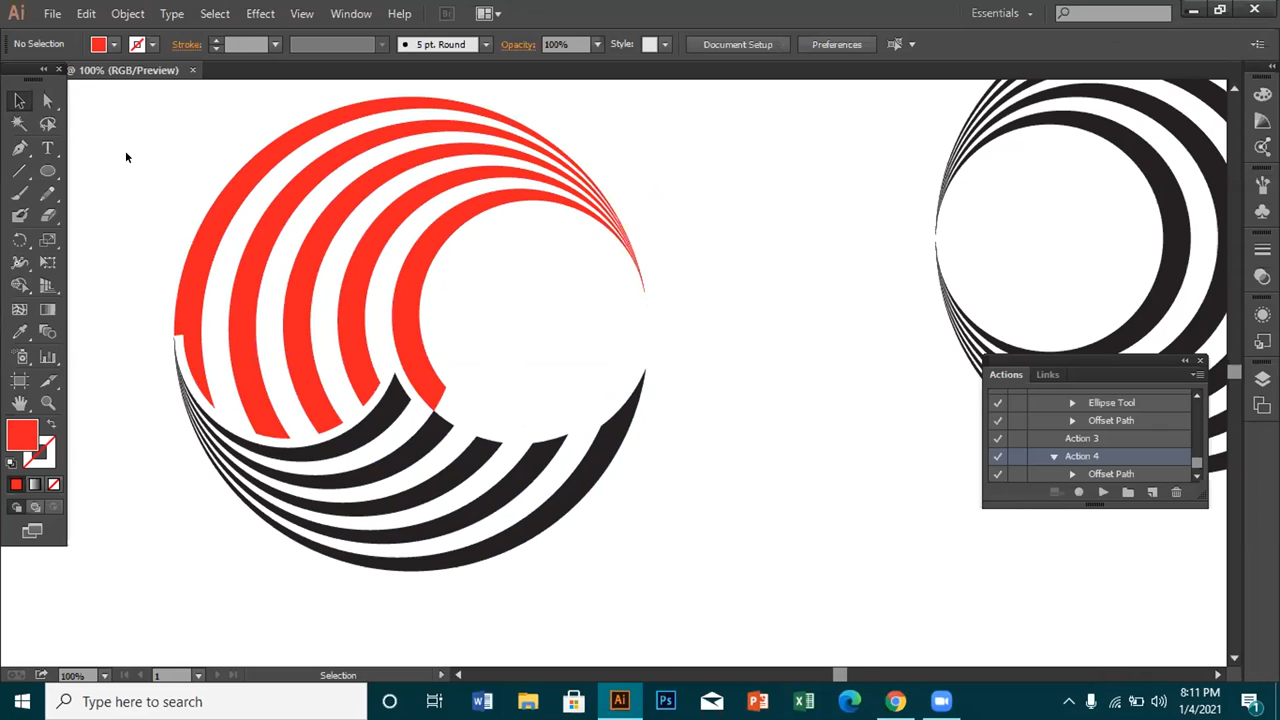 Ai File Edit Object Type Select Effect View Window Help Br Essentials
No Selection Stroke: 5 pt. Round Opacity: 100% Style: Document Setup Preferences
@ 100% (RGB/Preview)
Actions Links
Ellipse Tool
Offset Path
Action 3
Action 4
Offset Path
100% 1 Selection
Type here to search
8:11 PM
1/4/2021